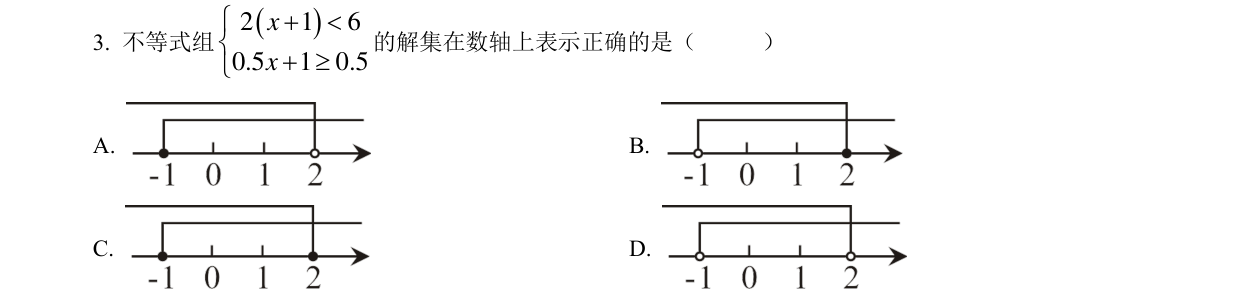 3. 不等式组 { 2(x+1)<6
0.5x+1≥0.5 的解集在数轴上表示正确的是（ ）
A. -1 0 1 2
B. -1 0 1 2
C. -1 0 1 2
D. -1 0 1 2